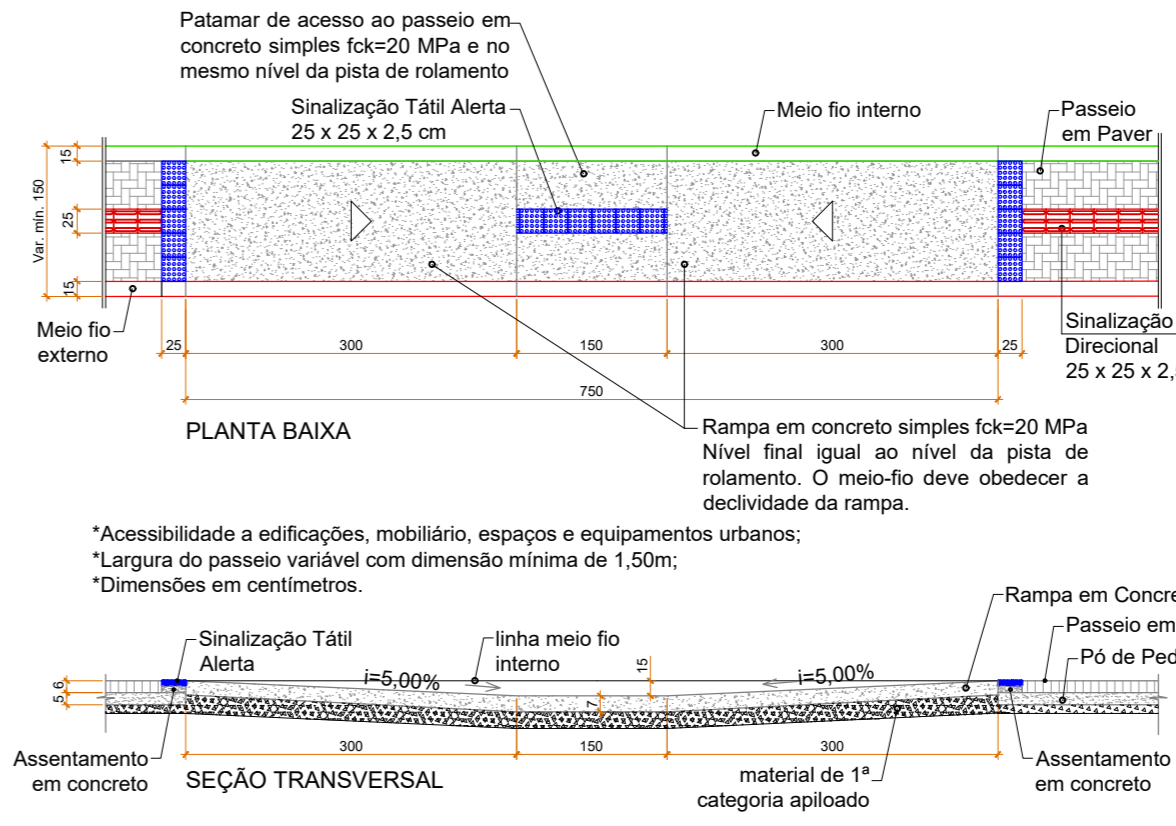 Patamar de acesso ao passeio em
concreto simples fck=20 MPa e no
mesmo nível da pista de rolamento
Sinalização Tátil Alerta
25 x 25 x 2,5 cm
Meio fio interno
Passeio
em Paver
15
Var. mín. 150
25
15
Meio fio
externo
25
300
150
300
25
750
Sinalização
Direcional
25 x 25 x 2,
PLANTA BAIXA
Rampa em concreto simples fck=20 MPa
Nível final igual ao nível da pista de
rolamento. O meio-fio deve obedecer a
declividade da rampa.
*Acessibilidade a edificações, mobiliário, espaços e equipamentos urbanos;
*Largura do passeio variável com dimensão mínima de 1,50m;
*Dimensões em centímetros.
Sinalização Tátil
Alerta
linha meio fio
interno
Rampa em Concre
Passeio em
Pó de Ped
i=5,00%
15
i=5,00%
5 6
7
300
150
300
Assentamento
em concreto
SEÇÃO TRANSVERSAL
material de 1ª
categoria apiloado
Assentamento
em concreto